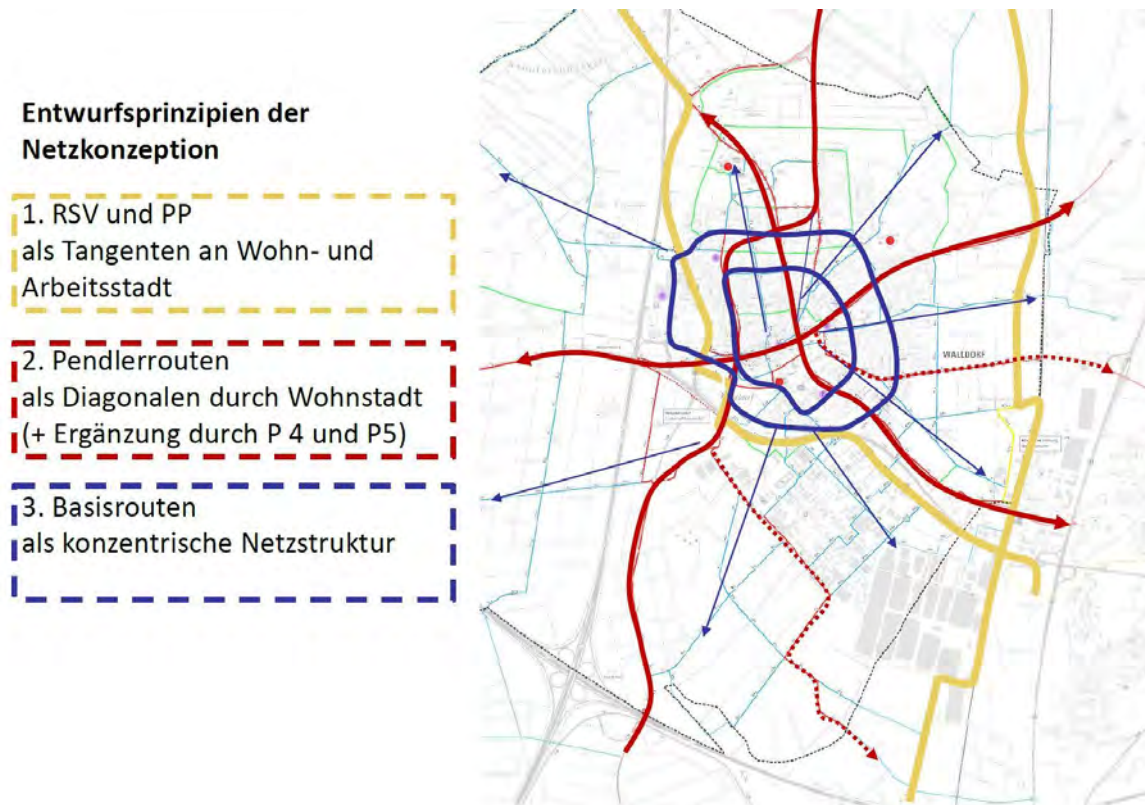 Entwurfsprinzipien der
Netzkonzeption
1. RSV und PP
als Tangenten an Wohn- und
Arbeitsstadt
2. Pendlerrouten
als Diagonalen durch Wohnstadt
(+ Ergänzung durch P 4 und P5)
3. Basisrouten
als konzentrische Netzstruktur
WALLDORF